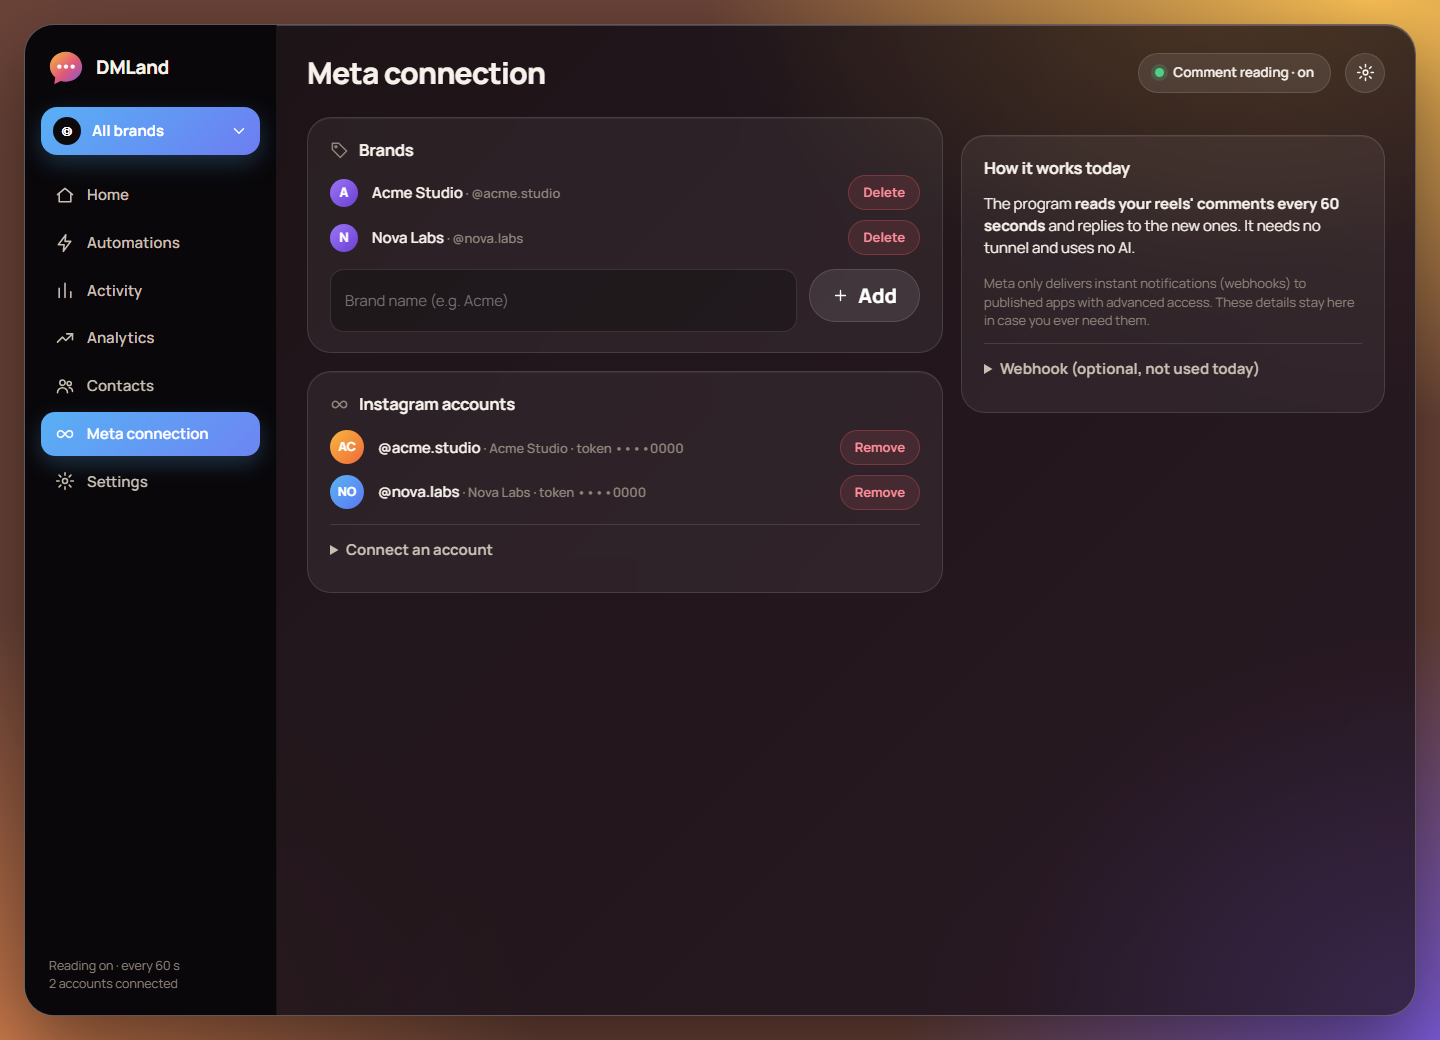 DMLand
All brands
Home
Automations
Activity
Analytics
Contacts
Meta connection
Settings
Reading on · every 60 s
2 accounts connected
Meta connection
Comment reading · on
Brands
A Acme Studio · @acme.studio Delete
N Nova Labs · @nova.labs Delete
Brand name (e.g. Acme) + Add
Instagram accounts
AC @acme.studio · Acme Studio · token ••••0000 Remove
NO @nova.labs · Nova Labs · token ••••0000 Remove
Connect an account
How it works today
The program reads your reels' comments every 60
seconds and replies to the new ones. It needs no
tunnel and uses no AI.
Meta only delivers instant notifications (webhooks) to
published apps with advanced access. These details stay here
in case you ever need them.
Webhook (optional, not used today)